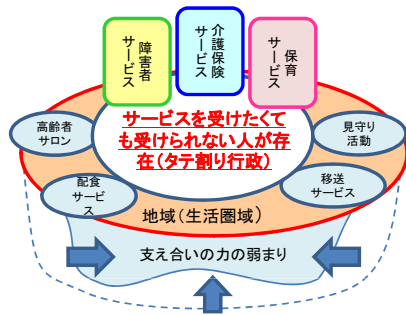 障害者
サービス
介護保険
サービス
保育
サービス
サービスを受けたくて
も受けられない人が存
在（タテ割り行政）
高齢者
サロン
見守り
活動
配食
サービ
ス
移送
サービス
地域（生活圏域）
支え合いの力の弱まり